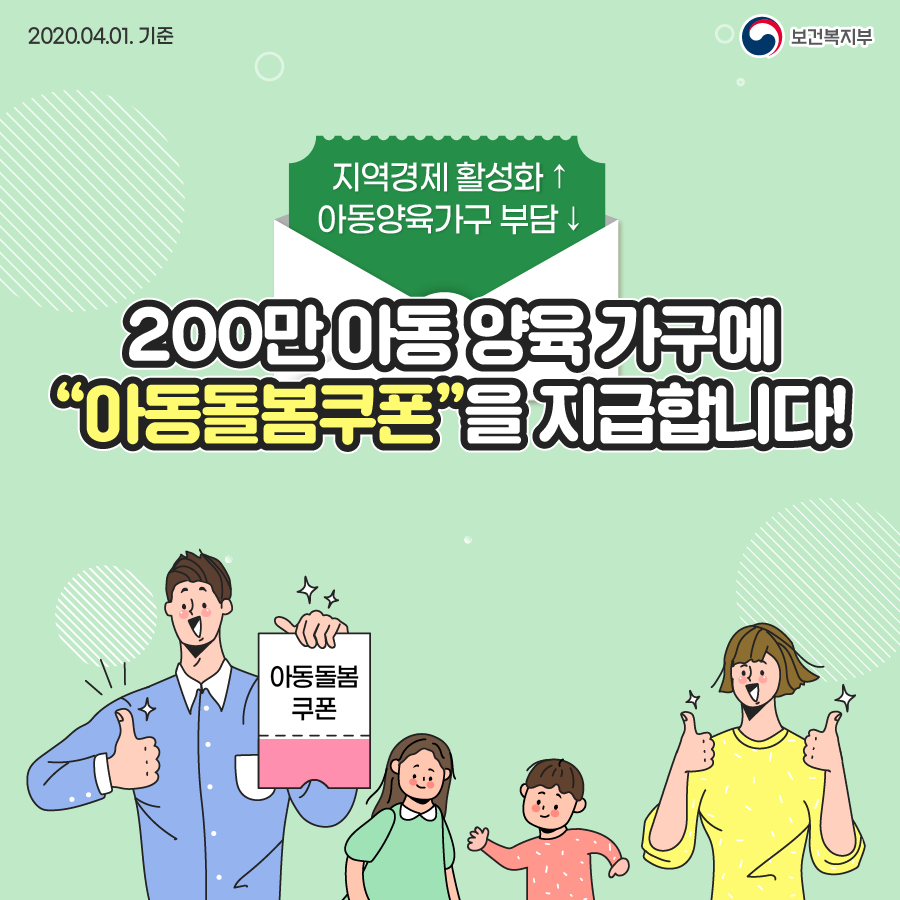 2020.04.01. 기준
보건복지부
지역경제 활성화↑
아동양육가구 부담↓
200만 아동 양육 가구에
“아동돌봄쿠폰”을 지급합니다!
아동돌봄
쿠폰